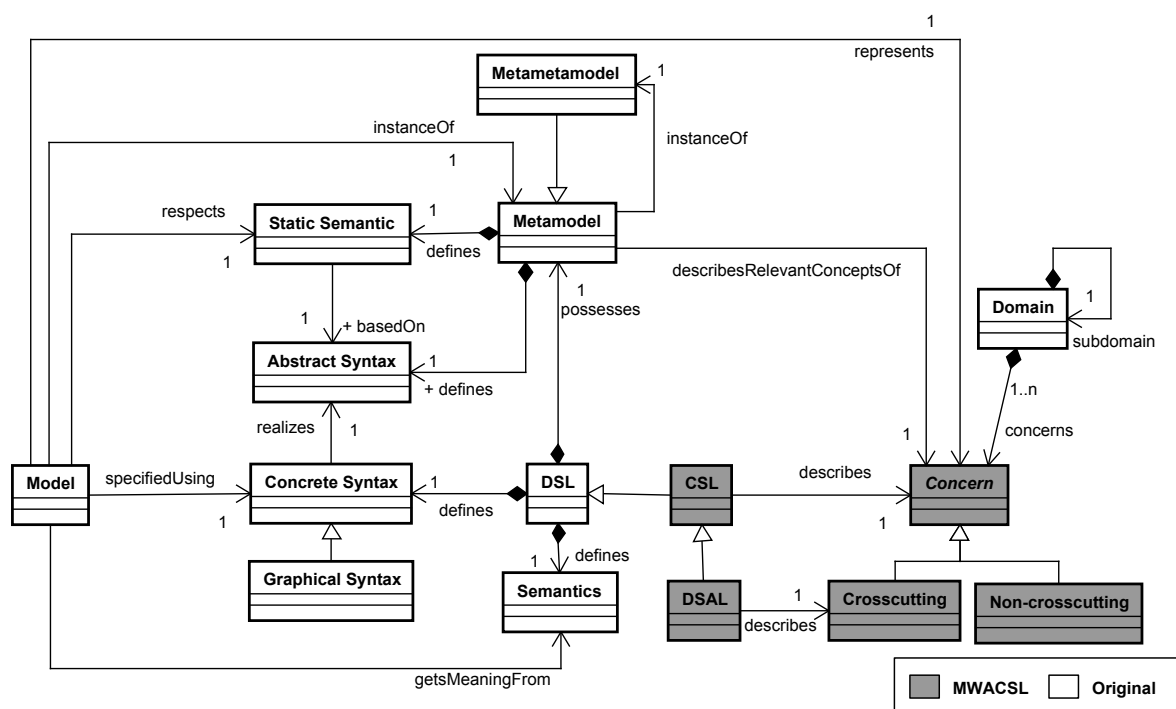 1
represents
Metametamodel
1
instanceOf
1
instanceOf
respects
1
Static Semantic
1
defines
Metamodel
describesRelevantConceptsOf
1
possesses
Domain
1
subdomain
1
+ basedOn
Abstract Syntax
1
+ defines
1..n
concerns
realizes
1
1
Model
specifiedUsing
1
Concrete Syntax
1
defines
DSL
CSL
describes
1
Concern
defines
1
Graphical Syntax
Semantics
DSAL
1
describes
Crosscutting
Non-crosscutting
getsMeaningFrom
MWACSL
Original